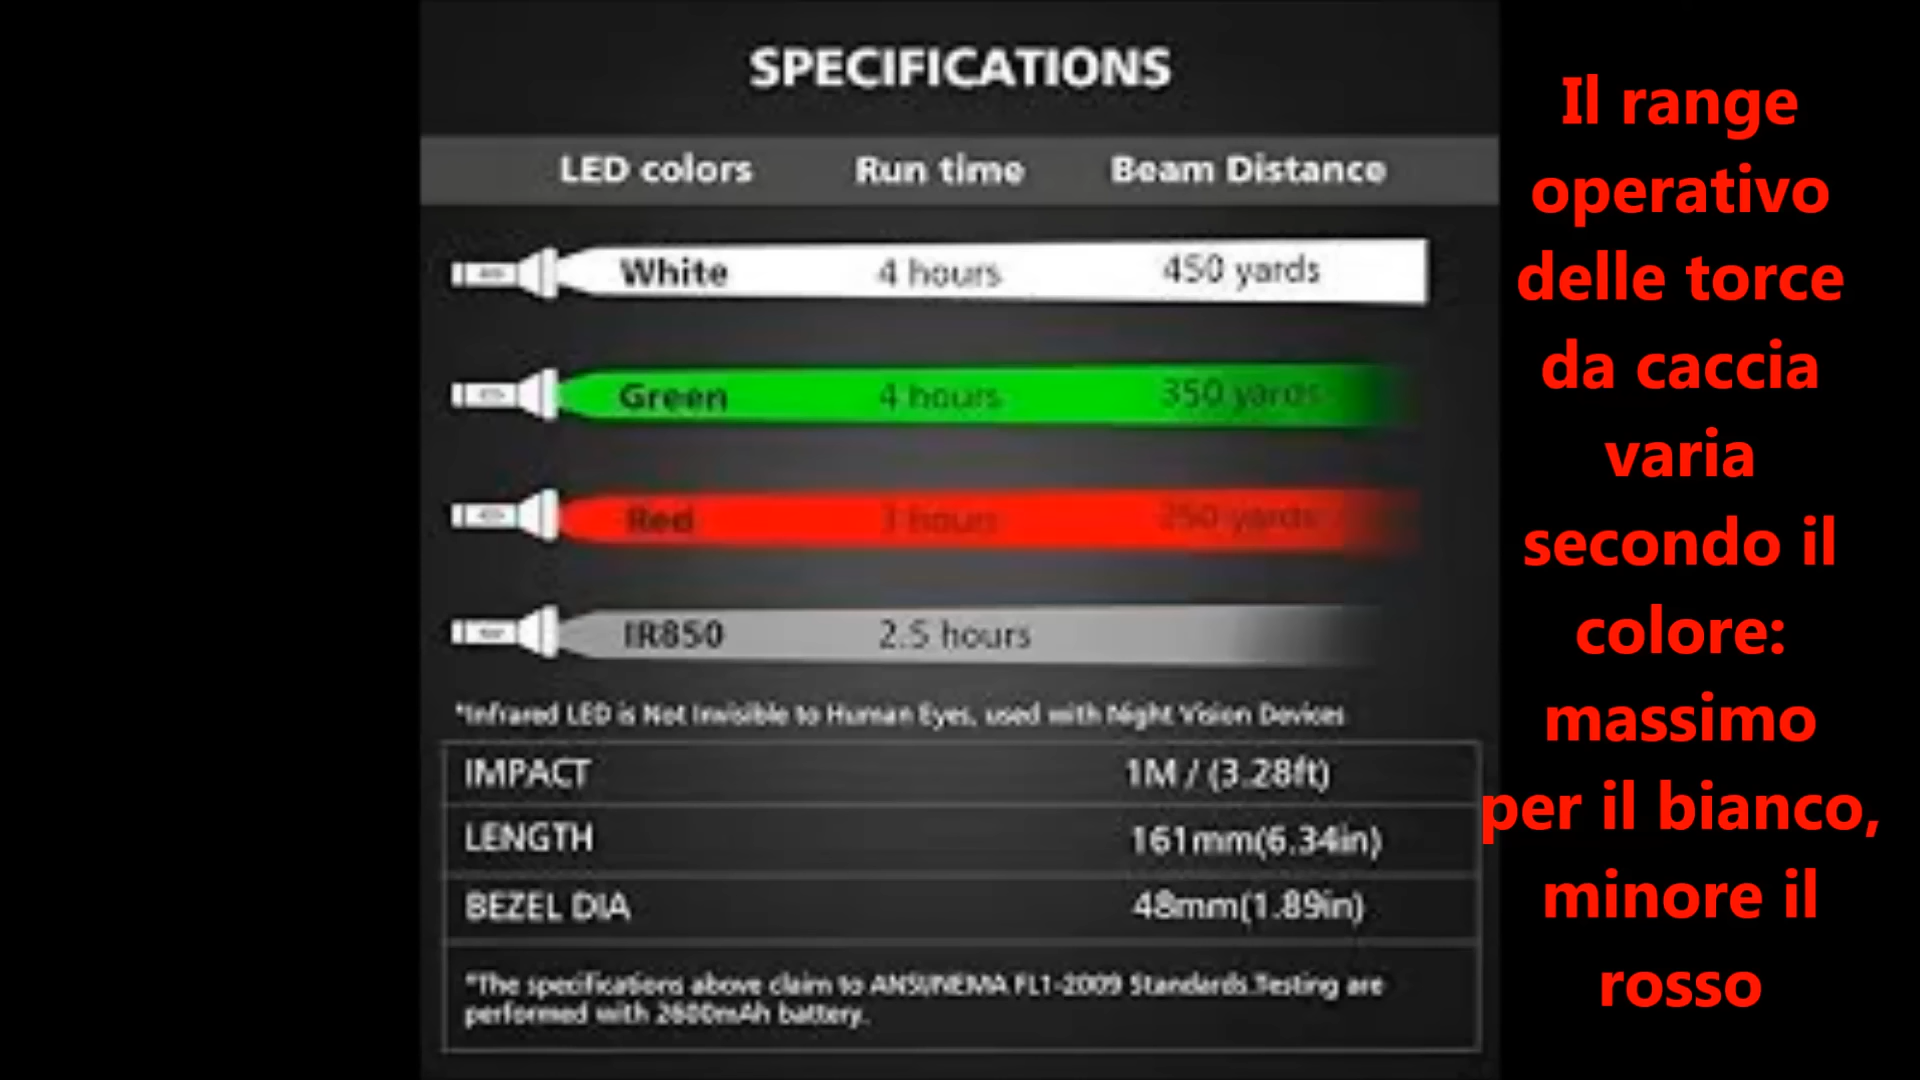 SPECIFICATIONS
LED colors Run time Beam Distance
White 4 hours 450 yards
Green 4 hours 350 yards
Red hours 250 yards
IR850 2.5 hours
*Infrared LED is Not Invisible to Human Eyes, used with Night Vision Devices
IMPACT 1M / (3.28ft)
LENGTH 161mm(6.34in)
BEZEL DIA 48mm(1.89in)
*The specifications above claim to ANSI/NEMA FL1-2009 Standards.Testing are
performed with 2600mAh battery.
Il range
operativo
delle torce
da caccia
varia
secondo il
colore:
massimo
per il bianco,
minore il
rosso